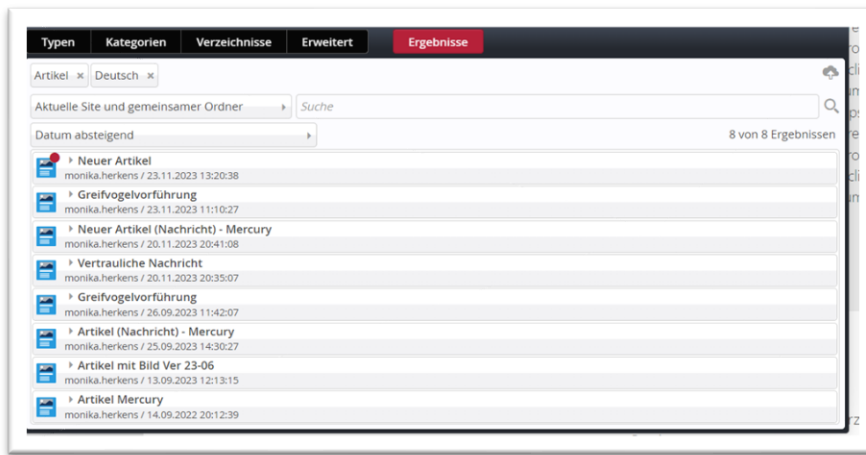 Typen Kategorien Verzeichnisse Erweitert Ergebnisse
Artikel × Deutsch ×
Aktuelle Site und gemeinsamer Ordner Suche
Datum absteigend 8 von 8 Ergebnissen
Neuer Artikel
monika.herkens / 23.11.2023 13:20:38
Greifvogelvorführung
monika.herkens / 23.11.2023 11:10:27
Neuer Artikel (Nachricht) - Mercury
monika.herkens / 20.11.2023 20:41:08
Vertrauliche Nachricht
monika.herkens / 20.11.2023 20:35:07
Greifvogelvorführung
monika.herkens / 26.09.2023 11:42:07
Artikel (Nachricht) - Mercury
monika.herkens / 25.09.2023 14:30:27
Artikel mit Bild Ver 23-06
monika.herkens / 13.09.2023 12:13:15
Artikel Mercury
monika.herkens / 14.09.2022 20:12:39